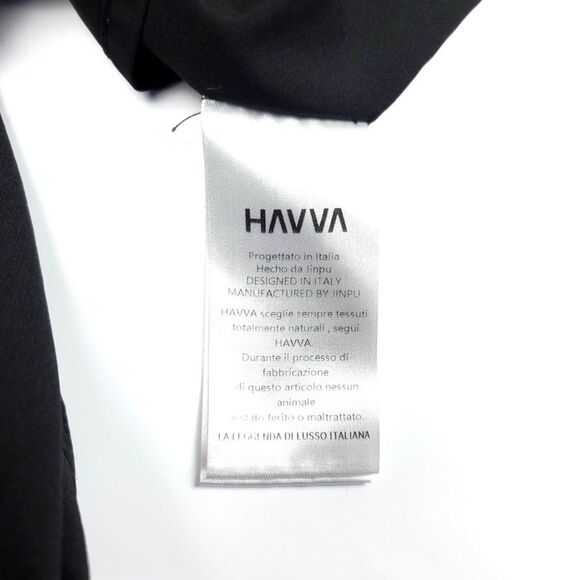 HAVVA
Progettato in Italia
Hecho da Jinpu
DESIGNED IN ITALY
MANUFACTURED BY JINPU
HAVVA sceglie sempre tessuti
totalmente naturali , segui
HAVVA.
Durante il processo di
fabbricazione
di questo articolo nessun
animale
è stato ferito o maltrattato.
LA LEGGENDA DI LUSSO ITALIANA